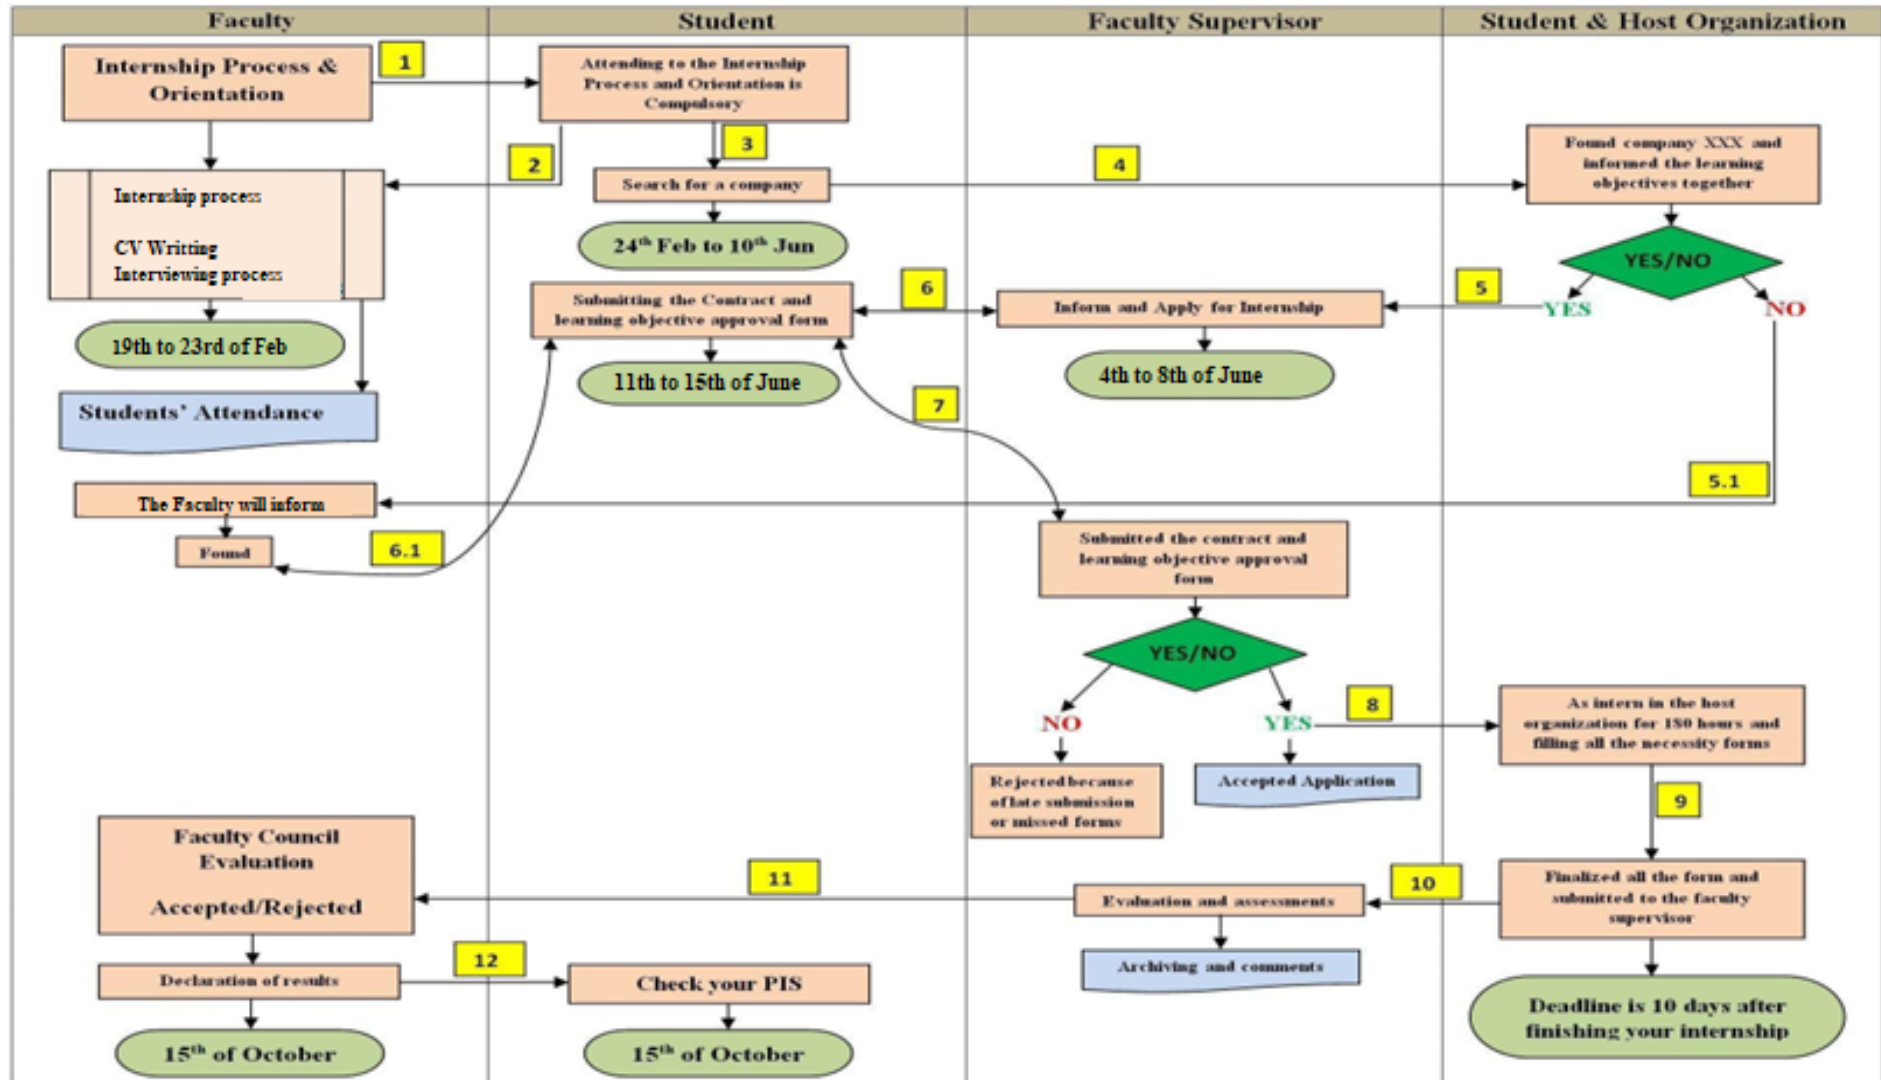 Faculty
Student
Faculty Supervisor
Student & Host Organization
Internship Process &
Orientation
1
Attending to the Internship
Process and Orientation is
Compulsory
2
3
4
Found company XXX and
informed the learning
objectives together
Internship process
CV Writting
Interviewing process
Search for a company
24th Feb to 10th Jun
YES/NO
YES
NO
5
6
Submitting the Contract and
learning objective approval form
Inform and Apply for Internship
19th to 23rd of Feb
11th to 15th of June
4th to 8th of June
7
Students' Attendance
5.1
The Faculty will inform
Found
6.1
Submitted the contract and
learning objective approval
form
YES/NO
NO
YES
8
As intern in the host
organization for 180 hours and
filling all the necessity forms
Rejected because
of late submission
or missed forms
Accepted Application
9
Faculty Council
Evaluation
Accepted/Rejected
11
Evaluation and assessments
10
Finalized all the form and
submitted to the faculty
supervisor
Archiving and comments
Declaration of results
12
Check your PIS
15th of October
15th of October
Deadline is 10 days after
finishing your internship